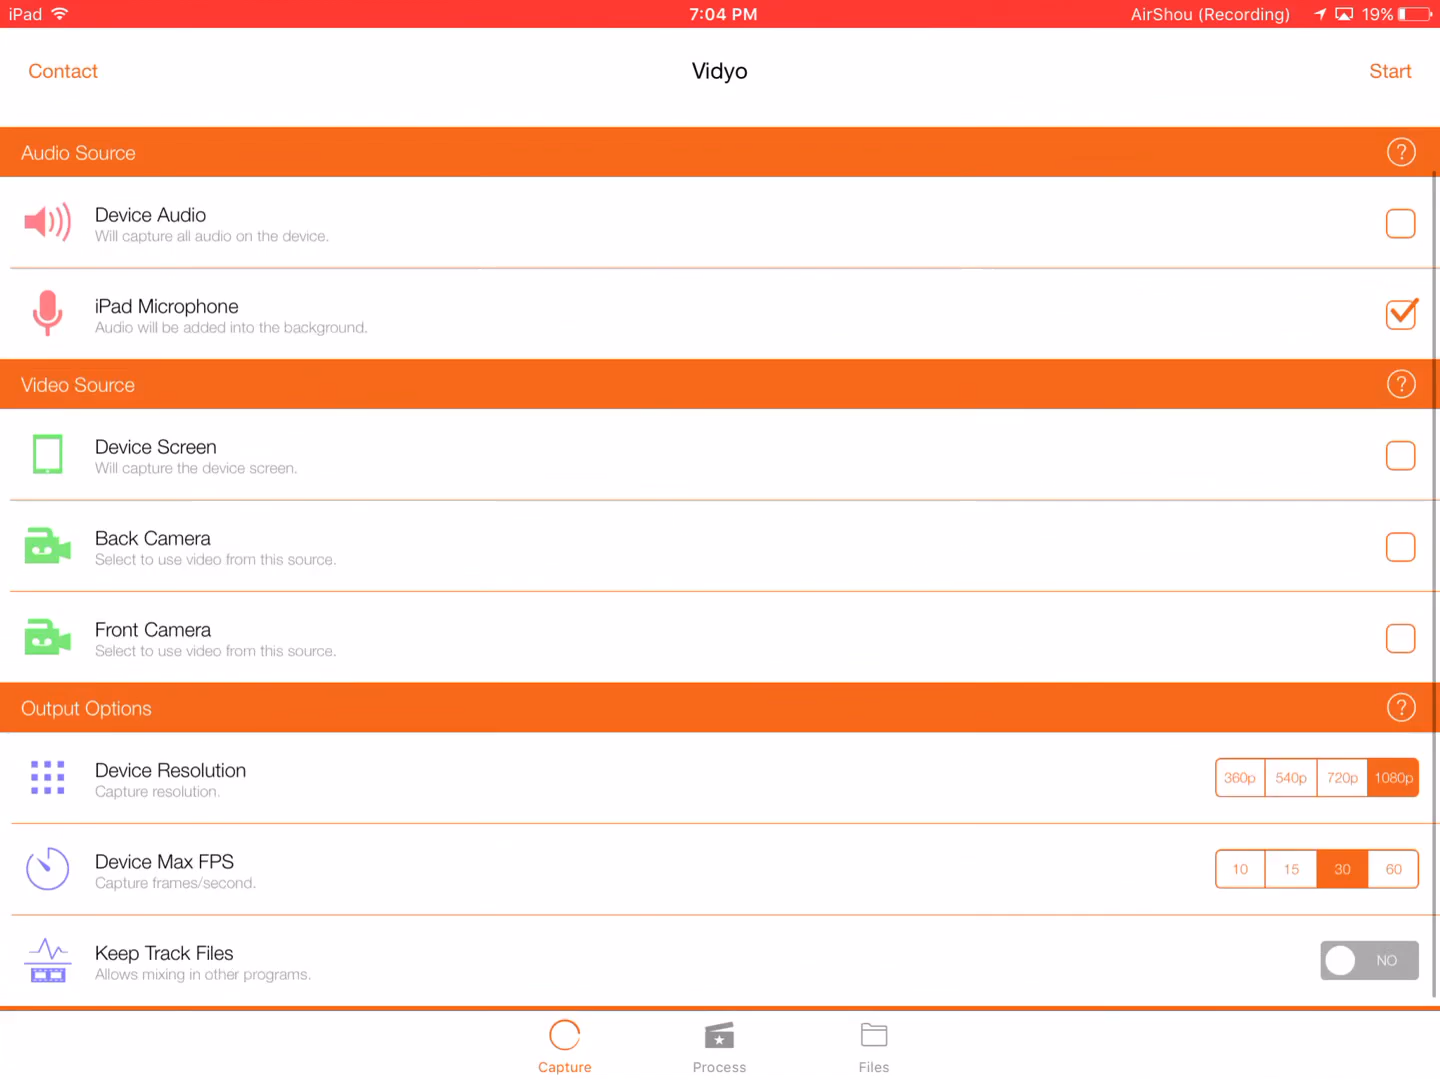 iPad 7:04 PM AirShou (Recording) 19%
Contact Vidyo Start
Audio Source ?
Device Audio
Will capture all audio on the device.
iPad Microphone
Audio will be added into the background.
Video Source ?
Device Screen
Will capture the device screen.
Back Camera
Select to use video from this source.
Front Camera
Select to use video from this source.
Output Options ?
Device Resolution
Capture resolution.
360p 540p 720p 1080p
Device Max FPS
Capture frames/second.
10 15 30 60
Keep Track Files
Allows mixing in other programs.
NO
Capture Process Files